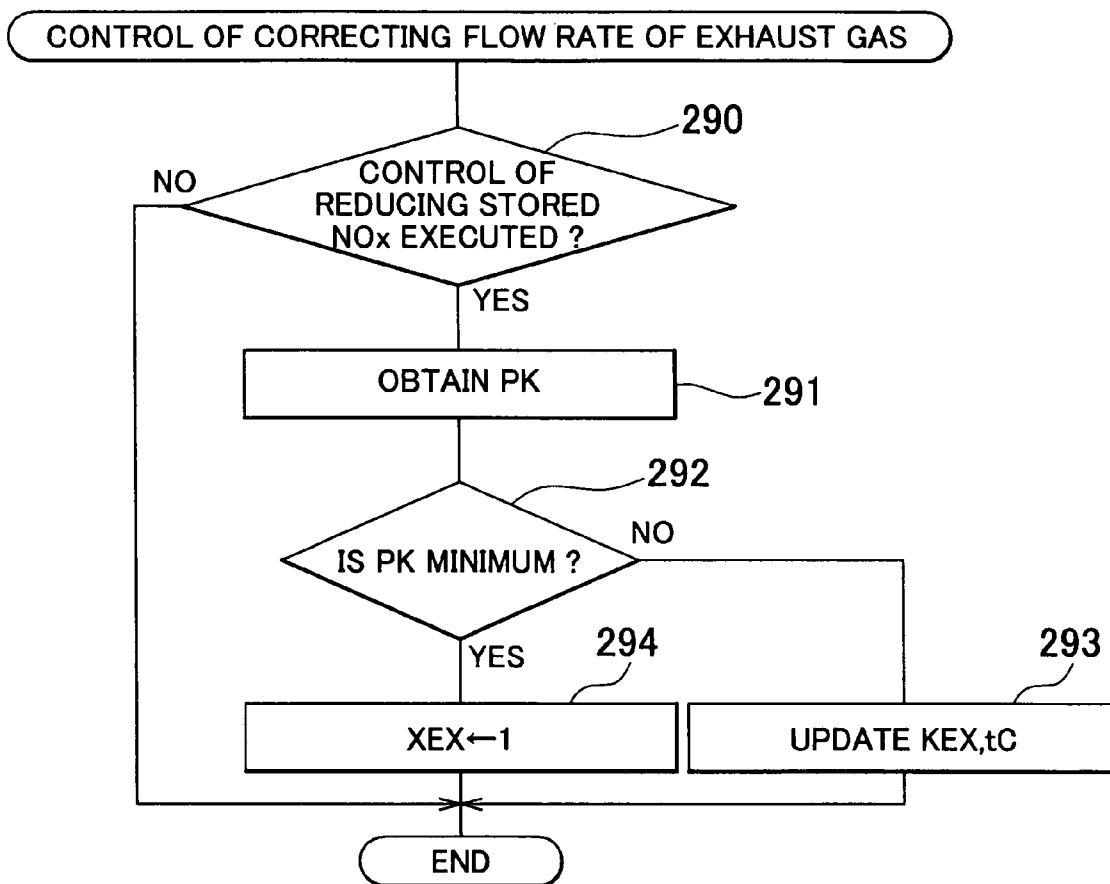 CONTROL OF CORRECTING FLOW RATE OF EXHAUST GAS
290
NO
CONTROL OF
REDUCING STORED
NOx EXECUTED ?
YES
OBTAIN PK
291
292
NO
IS PK MINIMUM ?
YES
294
293
XEX←1
UPDATE KEX,tC
END